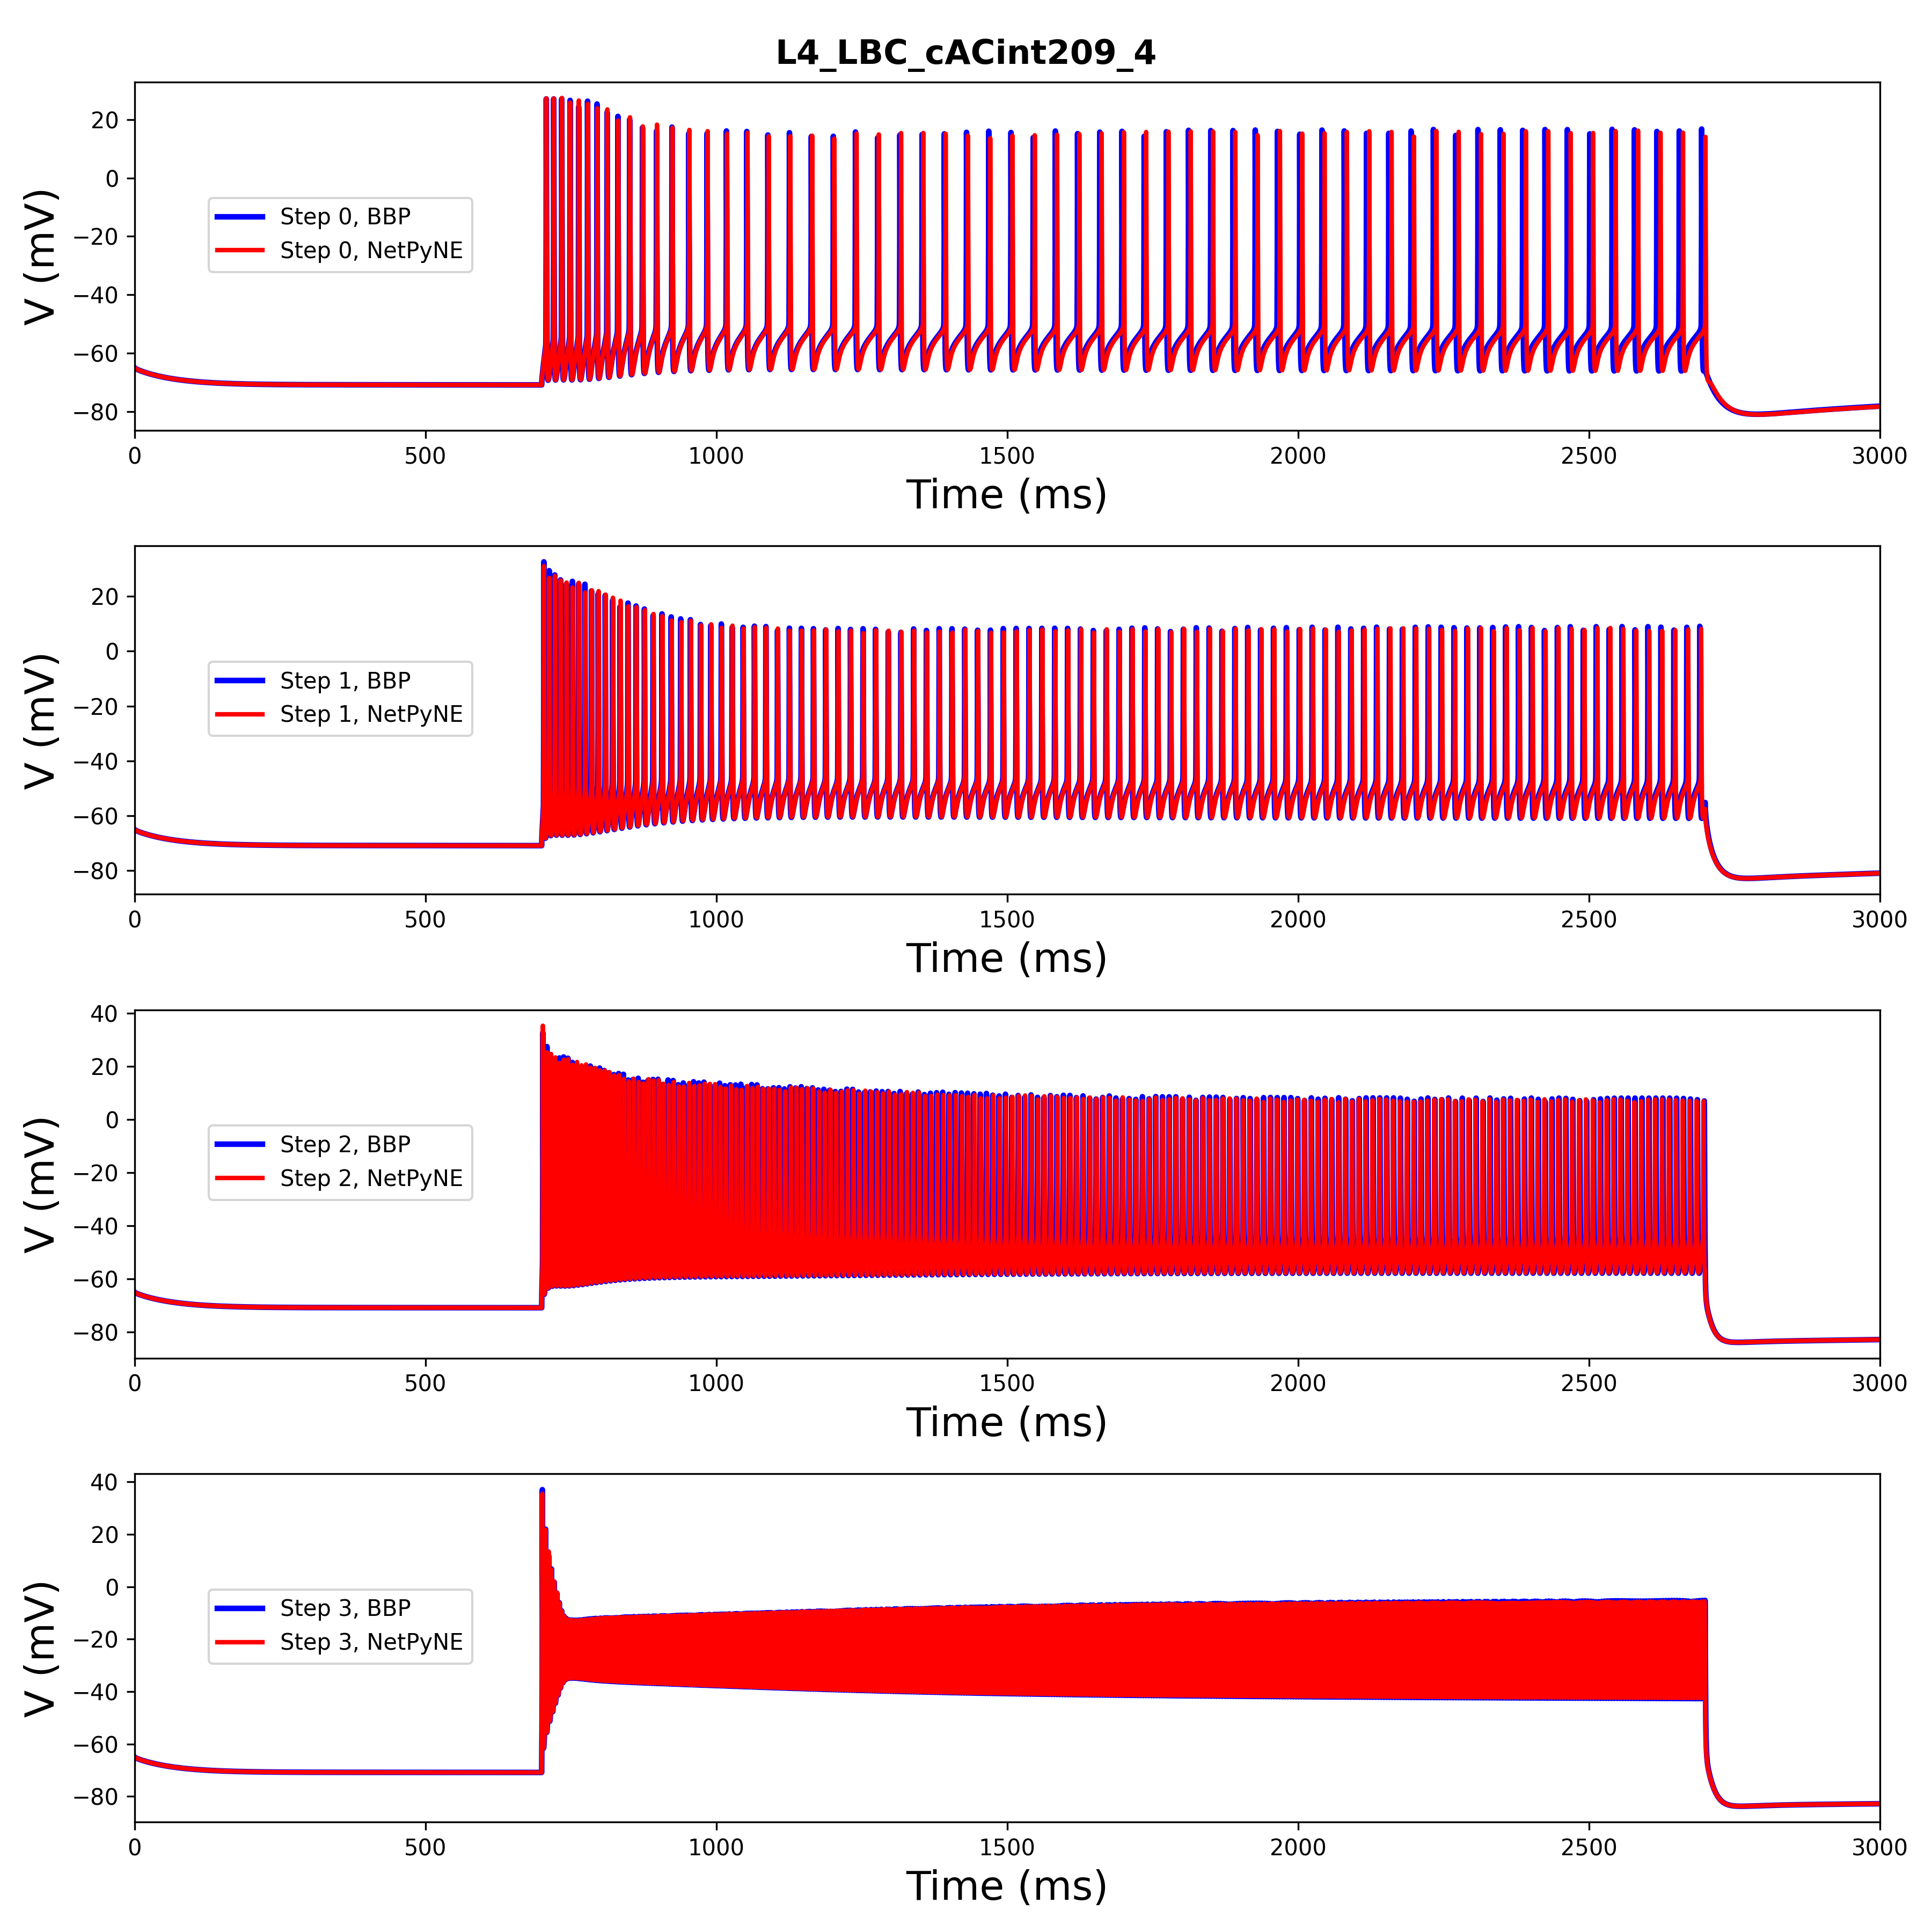 L4_LBC_cACint209_4
20
0
−20
−40
−60
−80
V (mV)
Step 0, BBP
Step 0, NetPyNE
0 500 1000 1500 2000 2500 3000
Time (ms)
20
0
−20
−40
−60
−80
V (mV)
Step 1, BBP
Step 1, NetPyNE
0 500 1000 1500 2000 2500 3000
Time (ms)
40
20
0
−20
−40
−60
−80
V (mV)
Step 2, BBP
Step 2, NetPyNE
0 500 1000 1500 2000 2500 3000
Time (ms)
40
20
0
−20
−40
−60
−80
V (mV)
Step 3, BBP
Step 3, NetPyNE
0 500 1000 1500 2000 2500 3000
Time (ms)